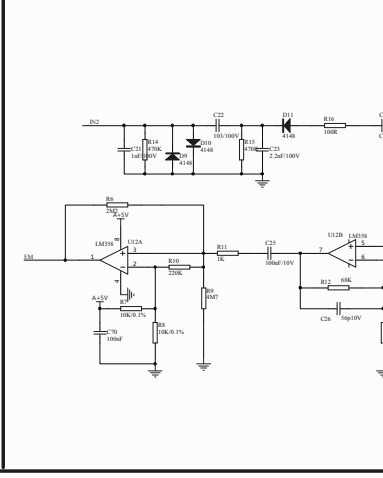 IN2
C22
103/100V
D11
4148
R16
100R
C21
1nF/100V
R14
470K
D9
4148
D10
4148
R15
470K
C23
2.2nF/100V
R6
2M2
A+5V
LM358
U12A
8
3
1
2
4
EM
R10
220K
R11
1K
C25
100nF/10V
U12B
LM358
7
5
6
R12
68K
C26
56p10V
R9
4M7
A+5V
R7
10K/0.1%
C70
100nF
R8
10K/0.1%